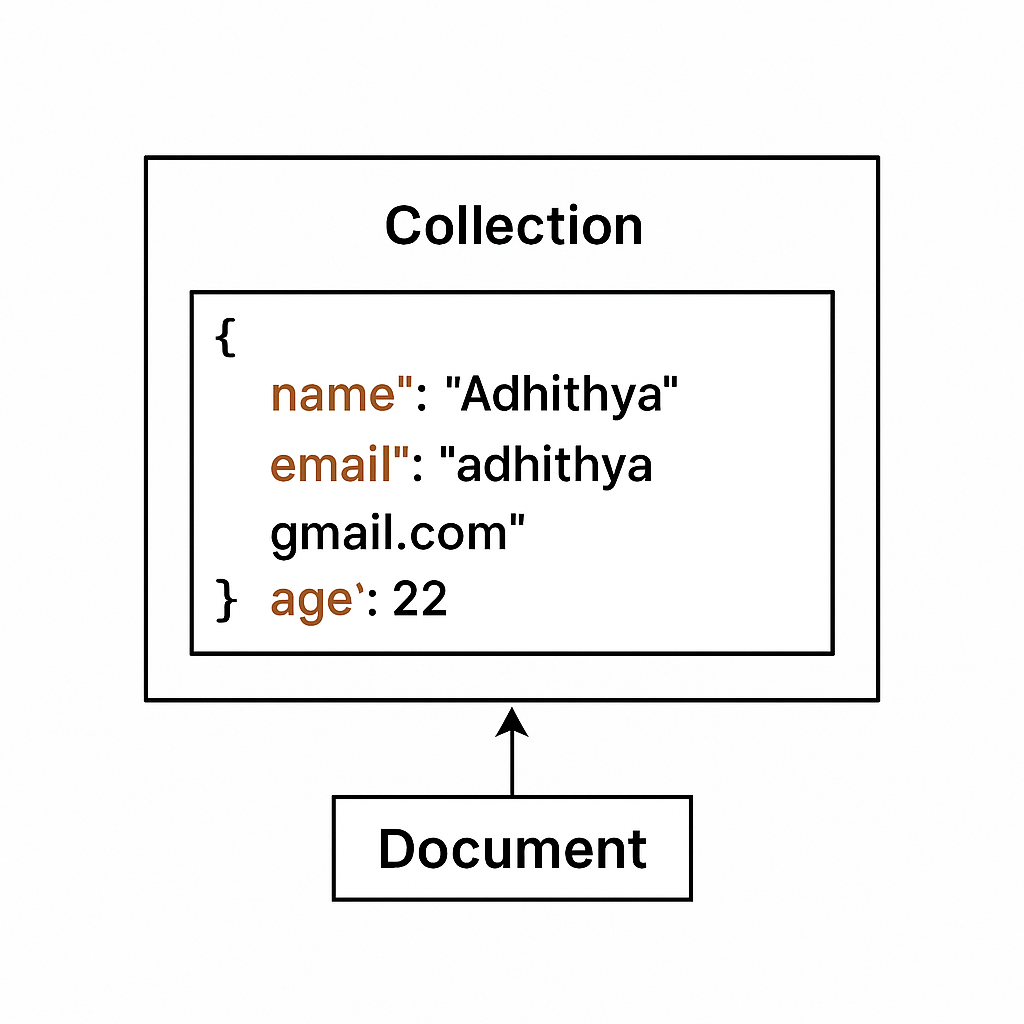 Collection
{
name": "Adhithya"
email": "adhithya
gmail.com"
} age': 22
Document